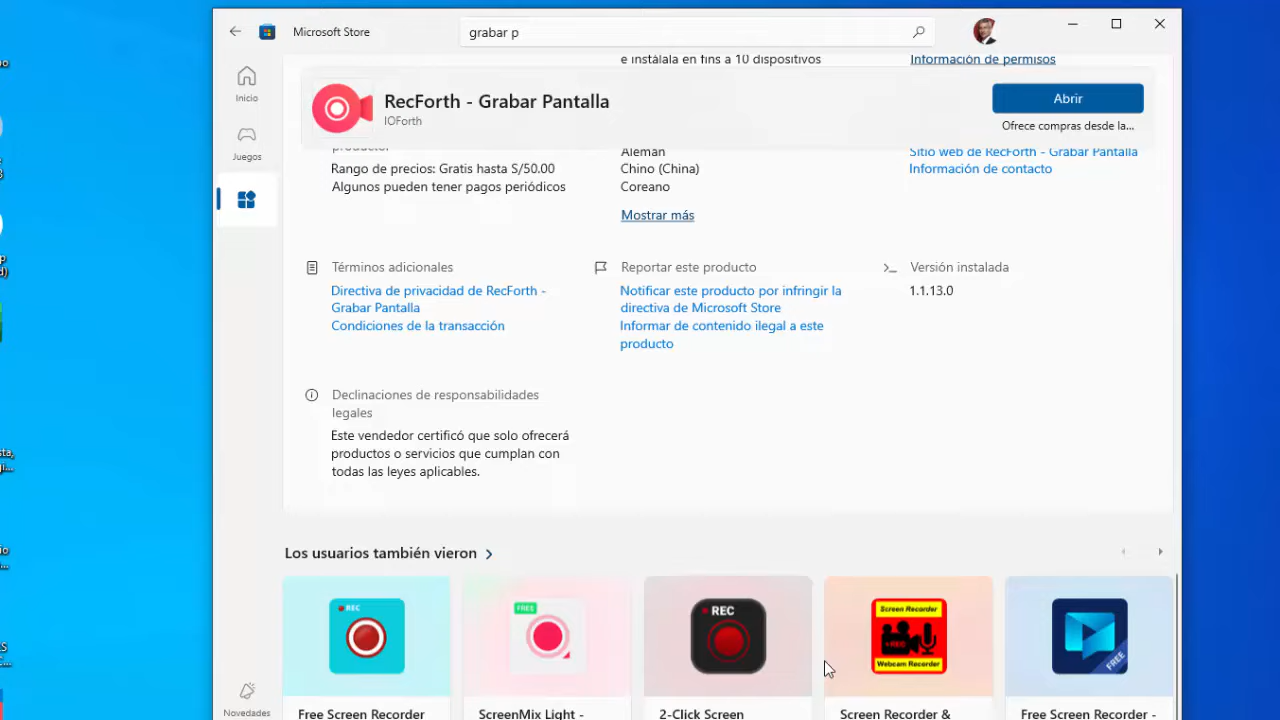 Microsoft Store
grabar p
Inicio
Juegos
Novedades
e instálala en fins a 10 dispositivos
Información de permisos
RecForth - Grabar Pantalla
IOForth
Abrir
Ofrece compras desde la...
productor
Rango de precios: Gratis hasta S/50.00
Algunos pueden tener pagos periódicos
Alemán
Chino (China)
Coreano
Mostrar más
Sitio web de RecForth - Grabar Pantalla
Información de contacto
Términos adicionales
Directiva de privacidad de RecForth -
Grabar Pantalla
Condiciones de la transacción
Reportar este producto
Notificar este producto por infringir la
directiva de Microsoft Store
Informar de contenido ilegal a este
producto
Versión instalada
1.1.13.0
Declinaciones de responsabilidades
legales
Este vendedor certificó que solo ofrecerá
productos o servicios que cumplan con
todas las leyes aplicables.
Los usuarios también vieron
REC
FREE
REC
Screen Recorder
REC
Webcam Recorder
FREE
Free Screen Recorder
ScreenMix Light -
2-Click Screen
Screen Recorder &
Free Screen Recorder -